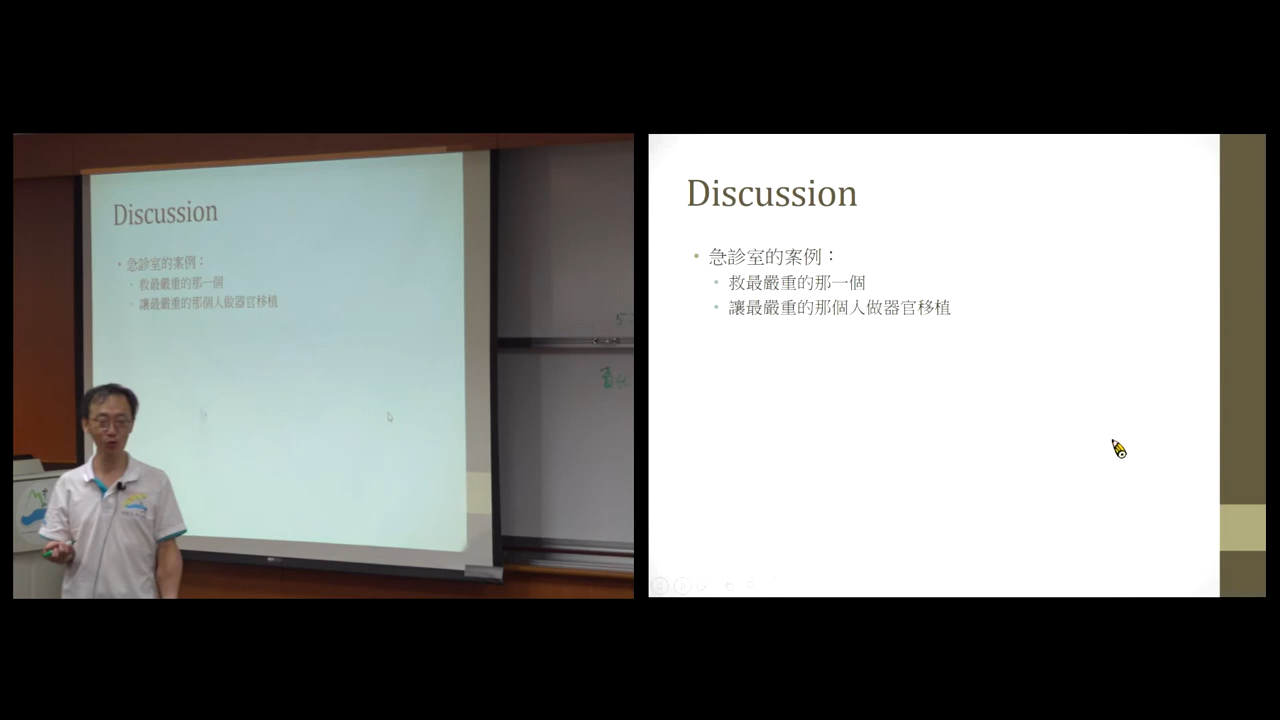 Discussion
• 急診室的案例：
• 救最嚴重的那一個
• 讓最嚴重的那個人做器官移植
Discussion
• 急診室的案例：
• 救最嚴重的那一個
• 讓最嚴重的那個人做器官移植